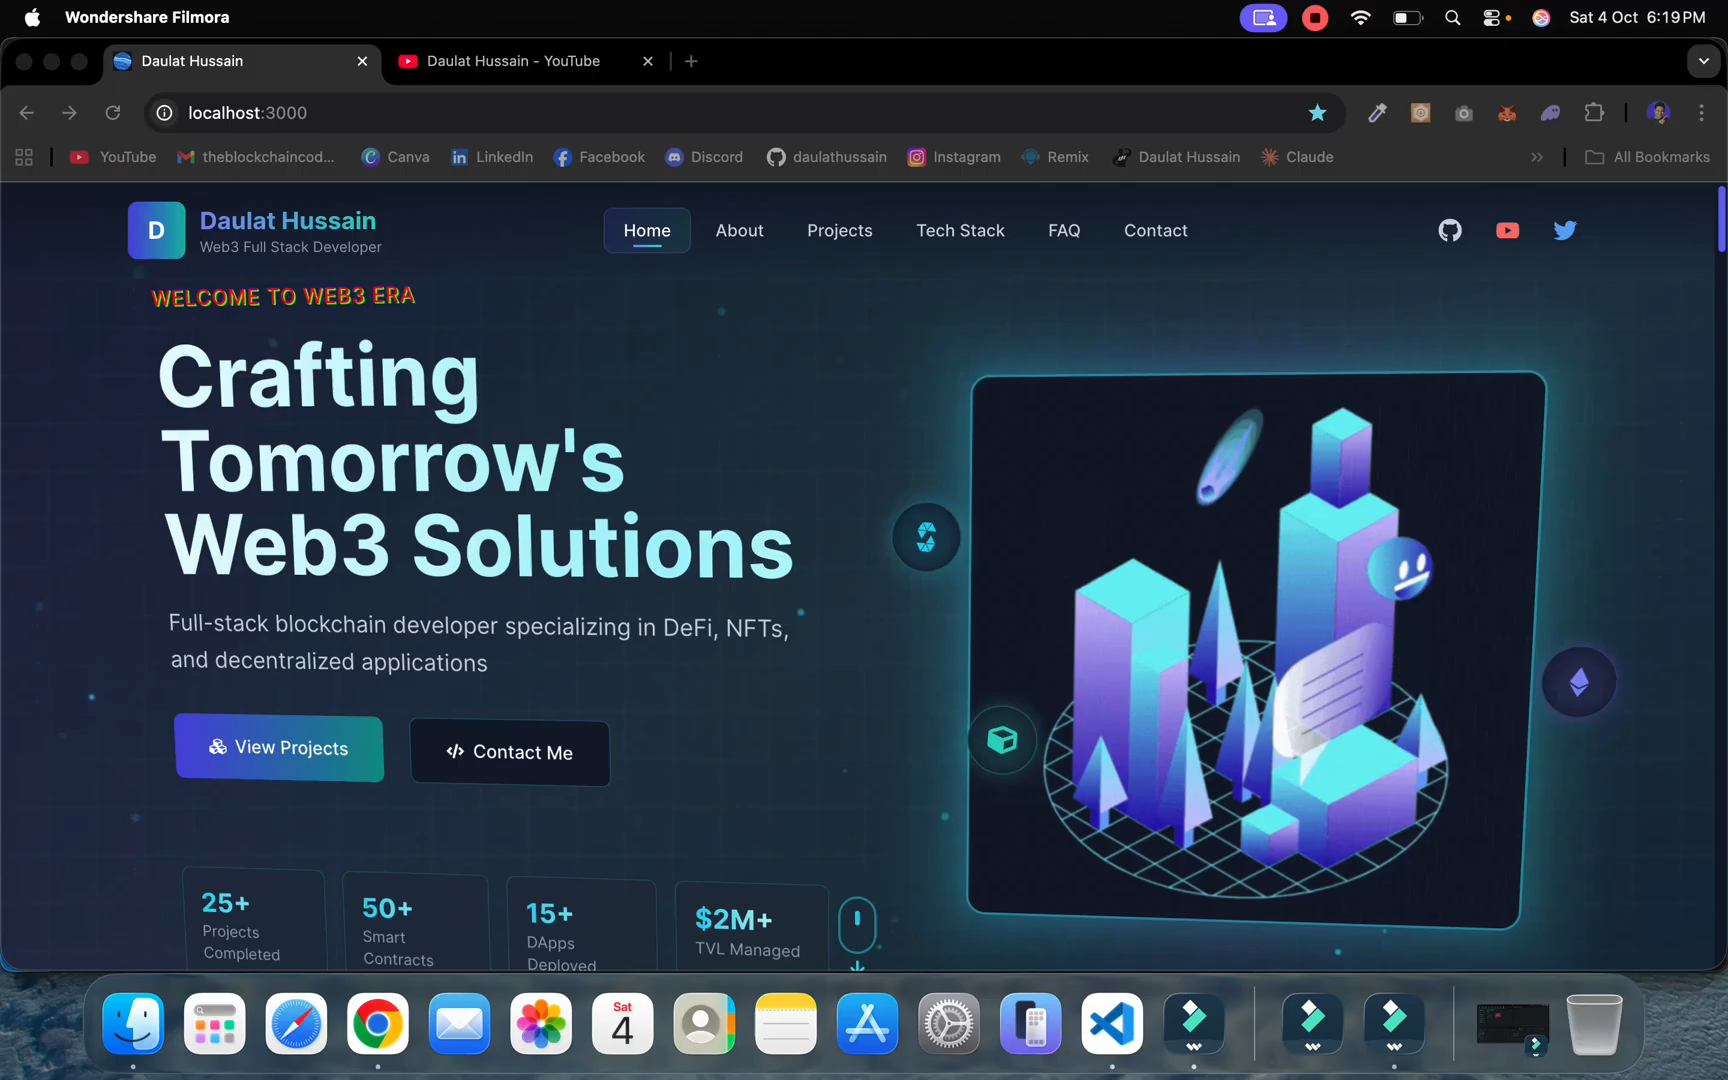 Wondershare Filmora
Sat 4 Oct 6:19 PM
Daulat Hussain
Daulat Hussain - YouTube
localhost:3000
YouTube
theblockchaincod...
Canva
LinkedIn
Facebook
Discord
daulathussain
Instagram
Remix
Daulat Hussain
Claude
All Bookmarks
D
Daulat Hussain
Web3 Full Stack Developer
Home
About
Projects
Tech Stack
FAQ
Contact
WELCOME TO WEB3 ERA
Crafting
Tomorrow's
Web3 Solutions
Full-stack blockchain developer specializing in DeFi, NFTs,
and decentralized applications
View Projects
Contact Me
25+
Projects
Completed
50+
Smart
Contracts
15+
DApps
Deployed
$2M+
TVL Managed
Sat
4